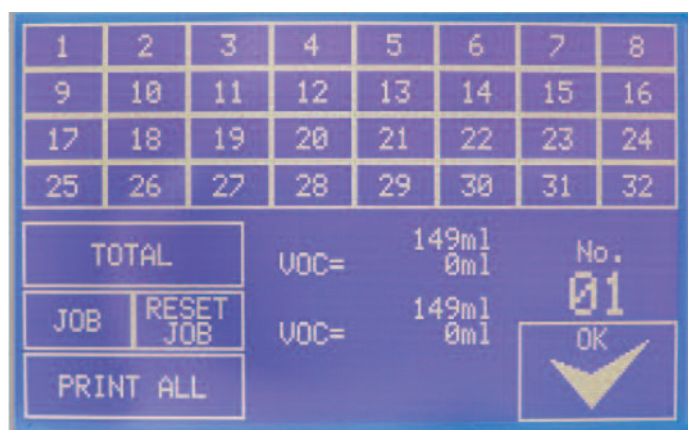 1 2 3 4 5 6 7 8
9 10 11 12 13 14 15 16
17 18 19 20 21 22 23 24
25 26 27 28 29 30 31 32
TOTAL
149ml
VOC= 0ml
No.
01
JOB
RESET
JOB
149ml
VOC= 0ml
OK
PRINT ALL